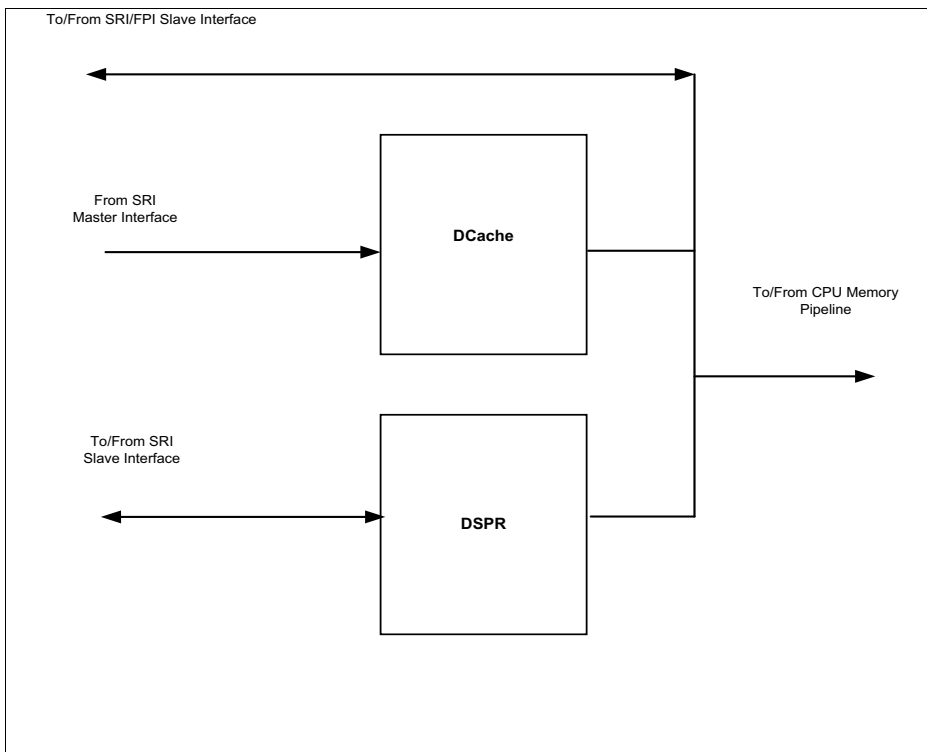 To/From SRI/FPI Slave Interface
From SRI
Master Interface
DCache
To/From CPU Memory
Pipeline
To/From SRI
Slave Interface
DSPR